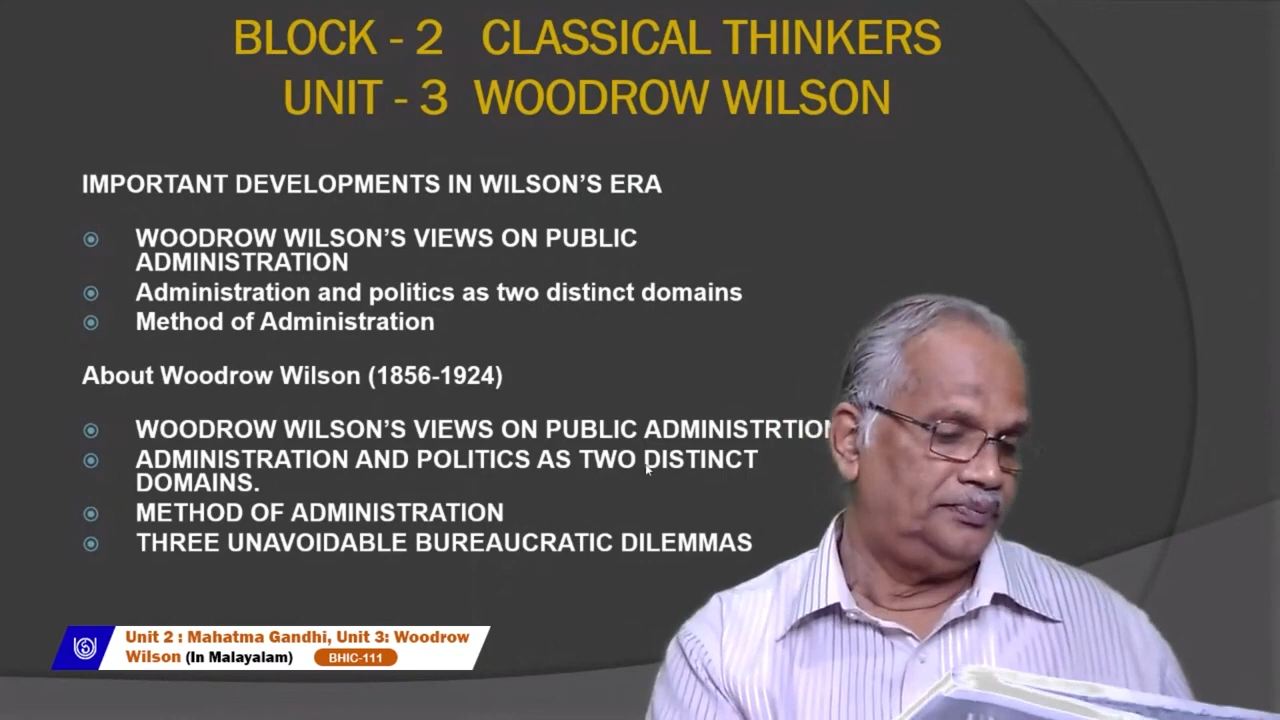 BLOCK - 2 CLASSICAL THINKERS
UNIT - 3 WOODROW WILSON
IMPORTANT DEVELOPMENTS IN WILSON'S ERA
WOODROW WILSON'S VIEWS ON PUBLIC
ADMINISTRATION
Administration and politics as two distinct domains
Method of Administration
About Woodrow Wilson (1856-1924)
WOODROW WILSON'S VIEWS ON PUBLIC ADMINISTRTION
ADMINISTRATION AND POLITICS AS TWO DISTINCT
DOMAINS.
METHOD OF ADMINISTRATION
THREE UNAVOIDABLE BUREAUCRATIC DILEMMAS
Unit 2 : Mahatma Gandhi, Unit 3: Woodrow
Wilson (In Malayalam) BHIC-111